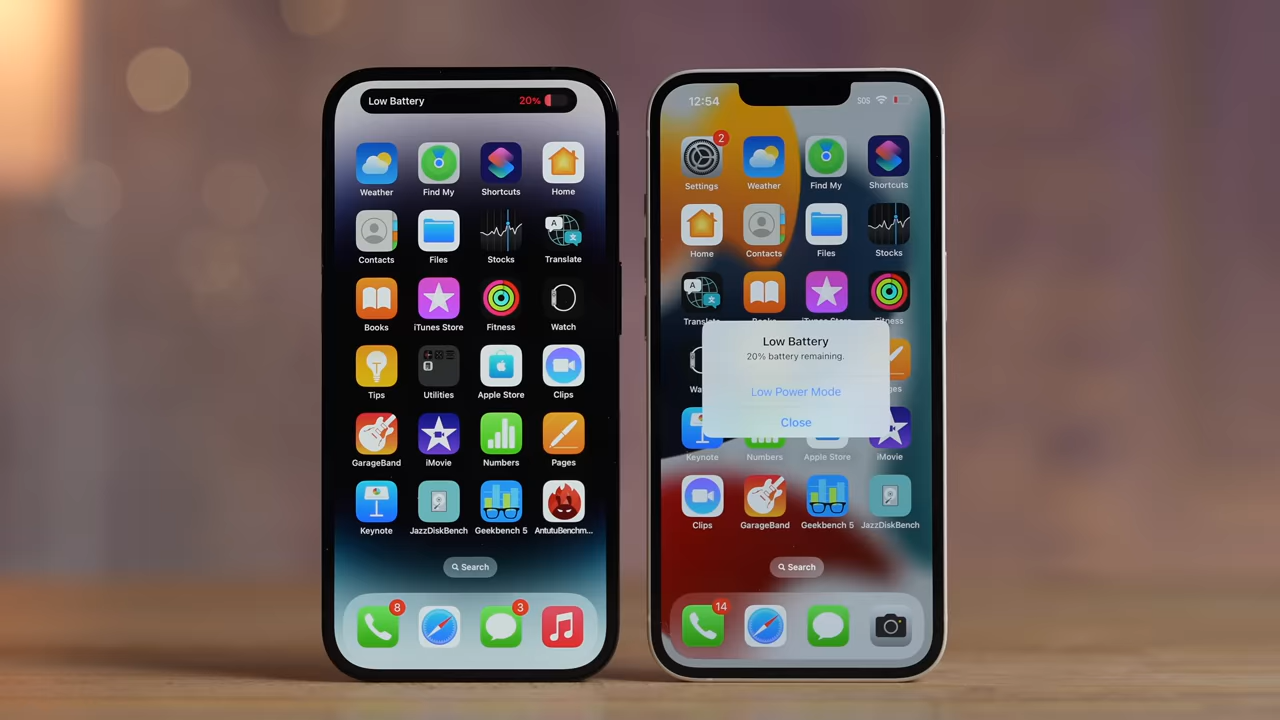 Low Battery 20%
Weather Find My Shortcuts Home
Contacts Files Stocks Translate
A
Books iTunes Store Fitness Watch
Tips Utilities Apple Store Clips
GarageBand iMovie Numbers Pages
Keynote JazzDiskBench Geekbench 5 AntutuBenchm...
Search
8 3
12:54 SOS
2
Settings Weather Find My Shortcuts
Home Contacts Files Stocks
A
Translate Books iTunes Store Fitness
Low Battery
20% battery remaining.
Low Power Mode
Close
Keynote Numbers Apple Store iMovie
Clips GarageBand Geekbench 5 JazzDiskBench
Search
14